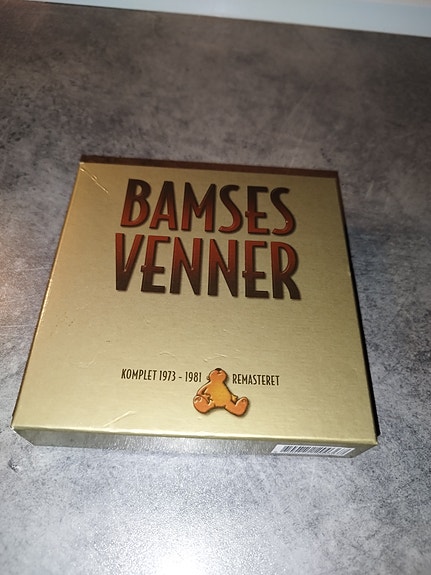 BAMSES
VENNER
KOMPLET 1973 - 1981 REMASTERET